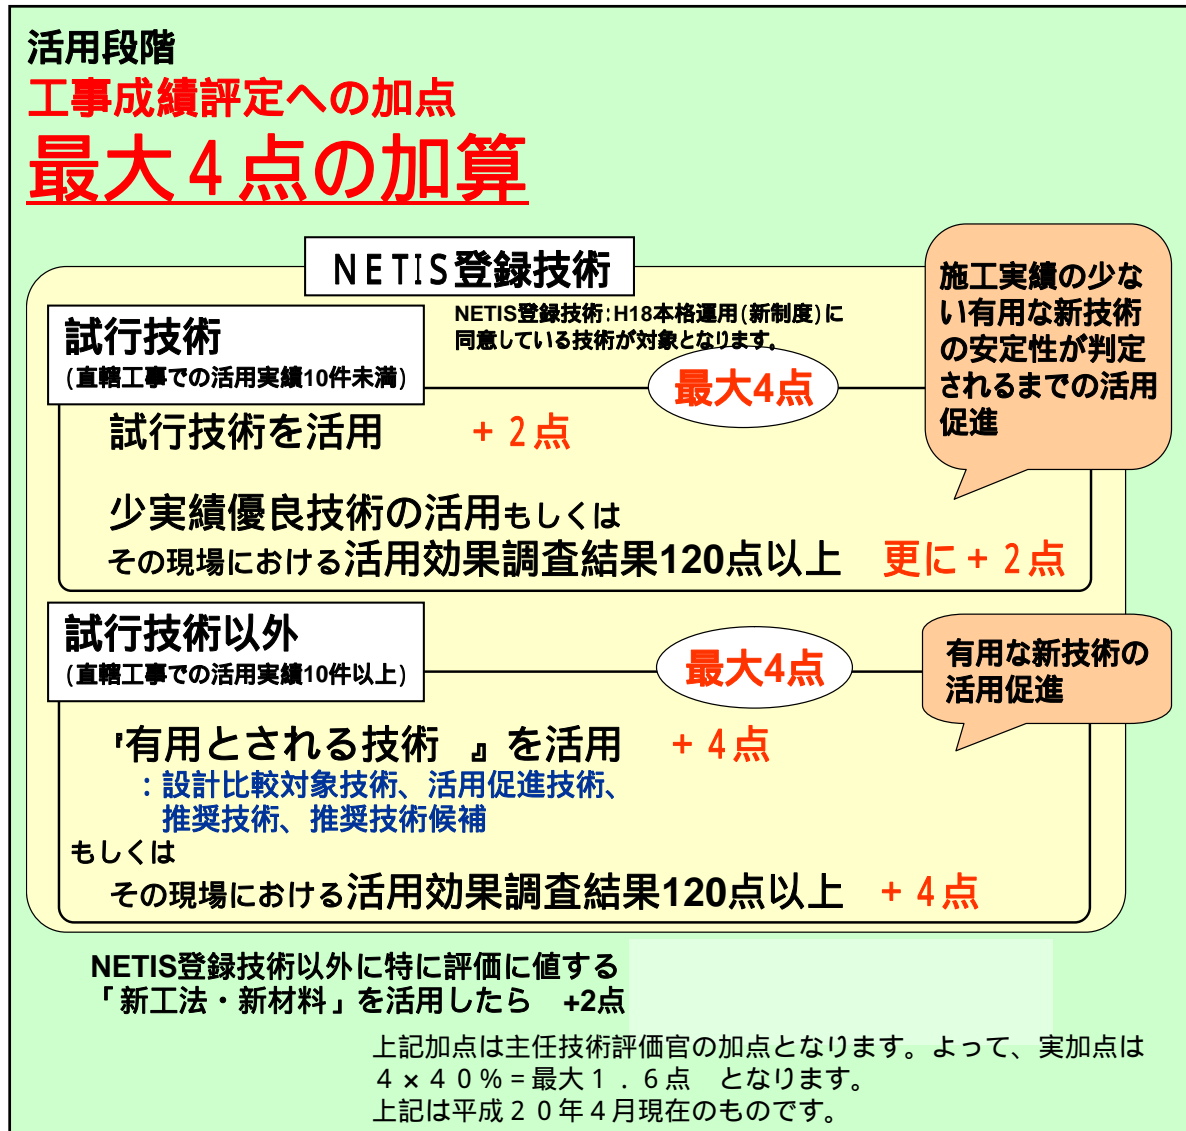 活用段階
工事成績評定への加点
最大４点の加算
NETIS登録技術
NETIS登録技術：H18本格運用（新制度）に
同意している技術が対象となります。
施工実績の少な
い有用な新技術
の安定性が判定
されるまでの活用
促進
試行技術
（直轄工事での活用実績10件未満）
最大4点
試行技術を活用　＋２点
少実績優良技術の活用もしくは
その現場における活用効果調査結果120点以上　更に＋２点
試行技術以外
（直轄工事での活用実績10件以上）
最大4点
有用な新技術の
活用促進
『有用とされる技術　』を活用　＋４点
：設計比較対象技術、活用促進技術、
推奨技術、推奨技術候補
もしくは
その現場における活用効果調査結果120点以上　＋４点
NETIS登録技術以外に特に評価に値する
「新工法・新材料」を活用したら　+2点
上記加点は主任技術評価官の加点となります。よって、実加点は
４×４０％＝最大１．６点　となります。
上記は平成２０年４月現在のものです。